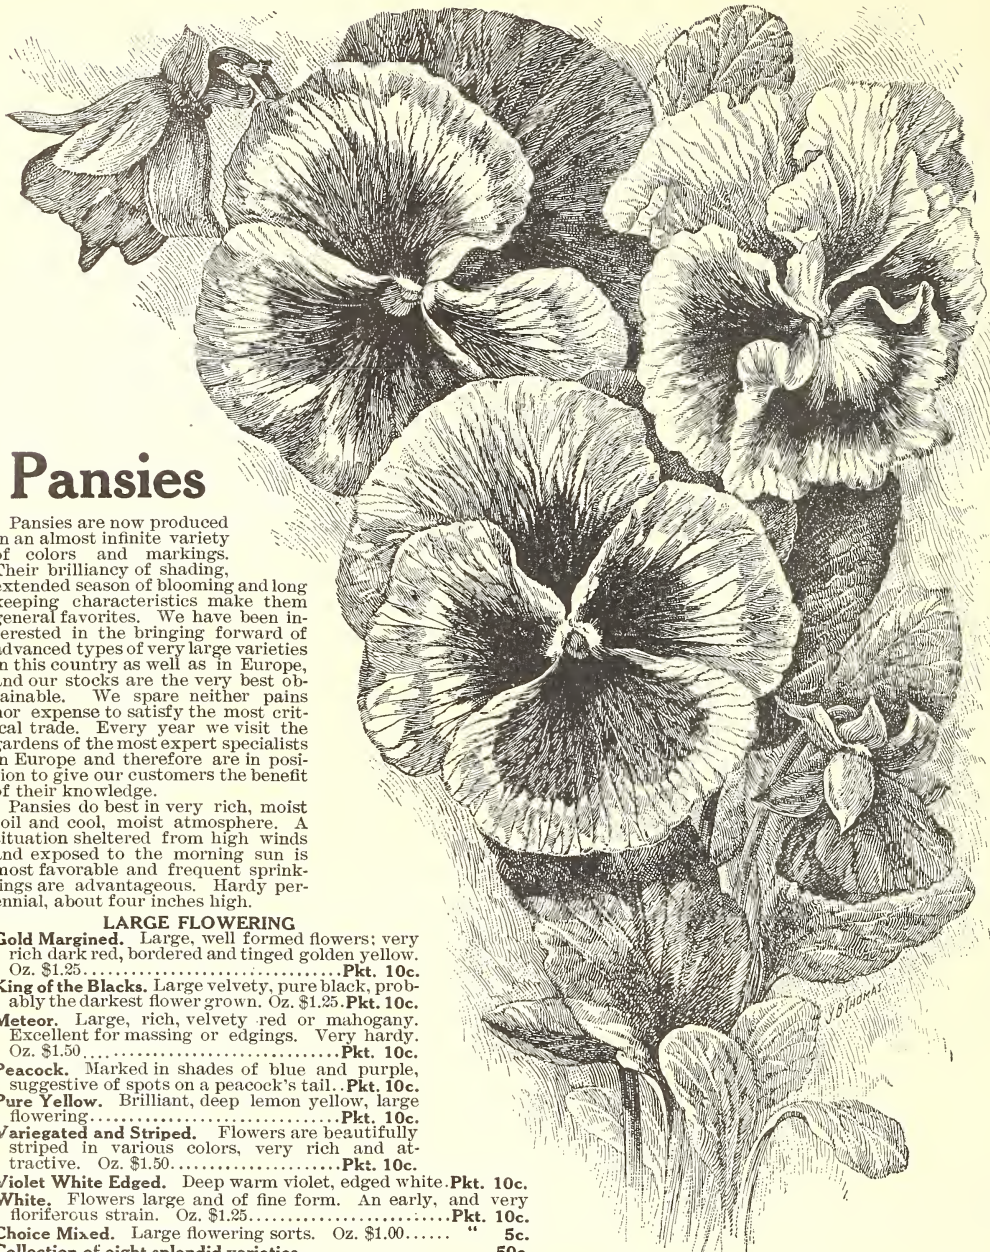 Pansies
Pansies are now produced
n an almost infinite variety
of colors and markings.
Their brilliancy of shading,
extended season of blooming and long
keeping characteristics make them
general favorites. We have been in-
erested in the bringing forward of
advanced types of very large varieties
n this country as well as in Europe,
and our stocks are the very best ob-
ainable. We spare neither pains
nor expense to satisfy the most crit-
cal trade. Every year we visit the
gardens of the most expert specialists
n Europe and therefore are in posi-
ion to give our customers the benefit
of their knowledge.
Pansies do best in very rich, moist
oil and cool, moist atmosphere. A
situation sheltered from high winds
and exposed to the morning sun is
most favorable and frequent sprink-
ings are advantageous. Hardy per-
ennial, about four inches high.
LARGE FLOWERING
Gold Margined. Large, well formed flowers; very
rich dark red, bordered and tinged golden yellow.
Oz. $1.25..............................Pkt. 10c.
King of the Blacks. Large velvety, pure black, prob-
ably the darkest flower grown. Oz. $1.25.Pkt. 10c.
Meteor. Large, rich, velvety red or mahogany.
Excellent for massing or edgings. Very hardy.
Oz. $1.50..............................Pkt. 10c.
Peacock. Marked in shades of blue and purple,
suggestive of spots on a peacock's tail..Pkt. 10c.
Pure Yellow. Brilliant, deep lemon yellow, large
flowering.............................Pkt. 10c.
Variegated and Striped. Flowers are beautifully
striped in various colors, very rich and at-
tractive. Oz. $1.50....................Pkt. 10c.
Violet White Edged. Deep warm violet, edged white.Pkt. 10c.
White. Flowers large and of fine form. An early, and very
floriferous strain. Oz. $1.25........................Pkt. 10c.
Choice Mixed. Large flowering sorts. Oz. $1.00...... " 5c.
Collection of eight splendid varieties 50c
J B THOMAS